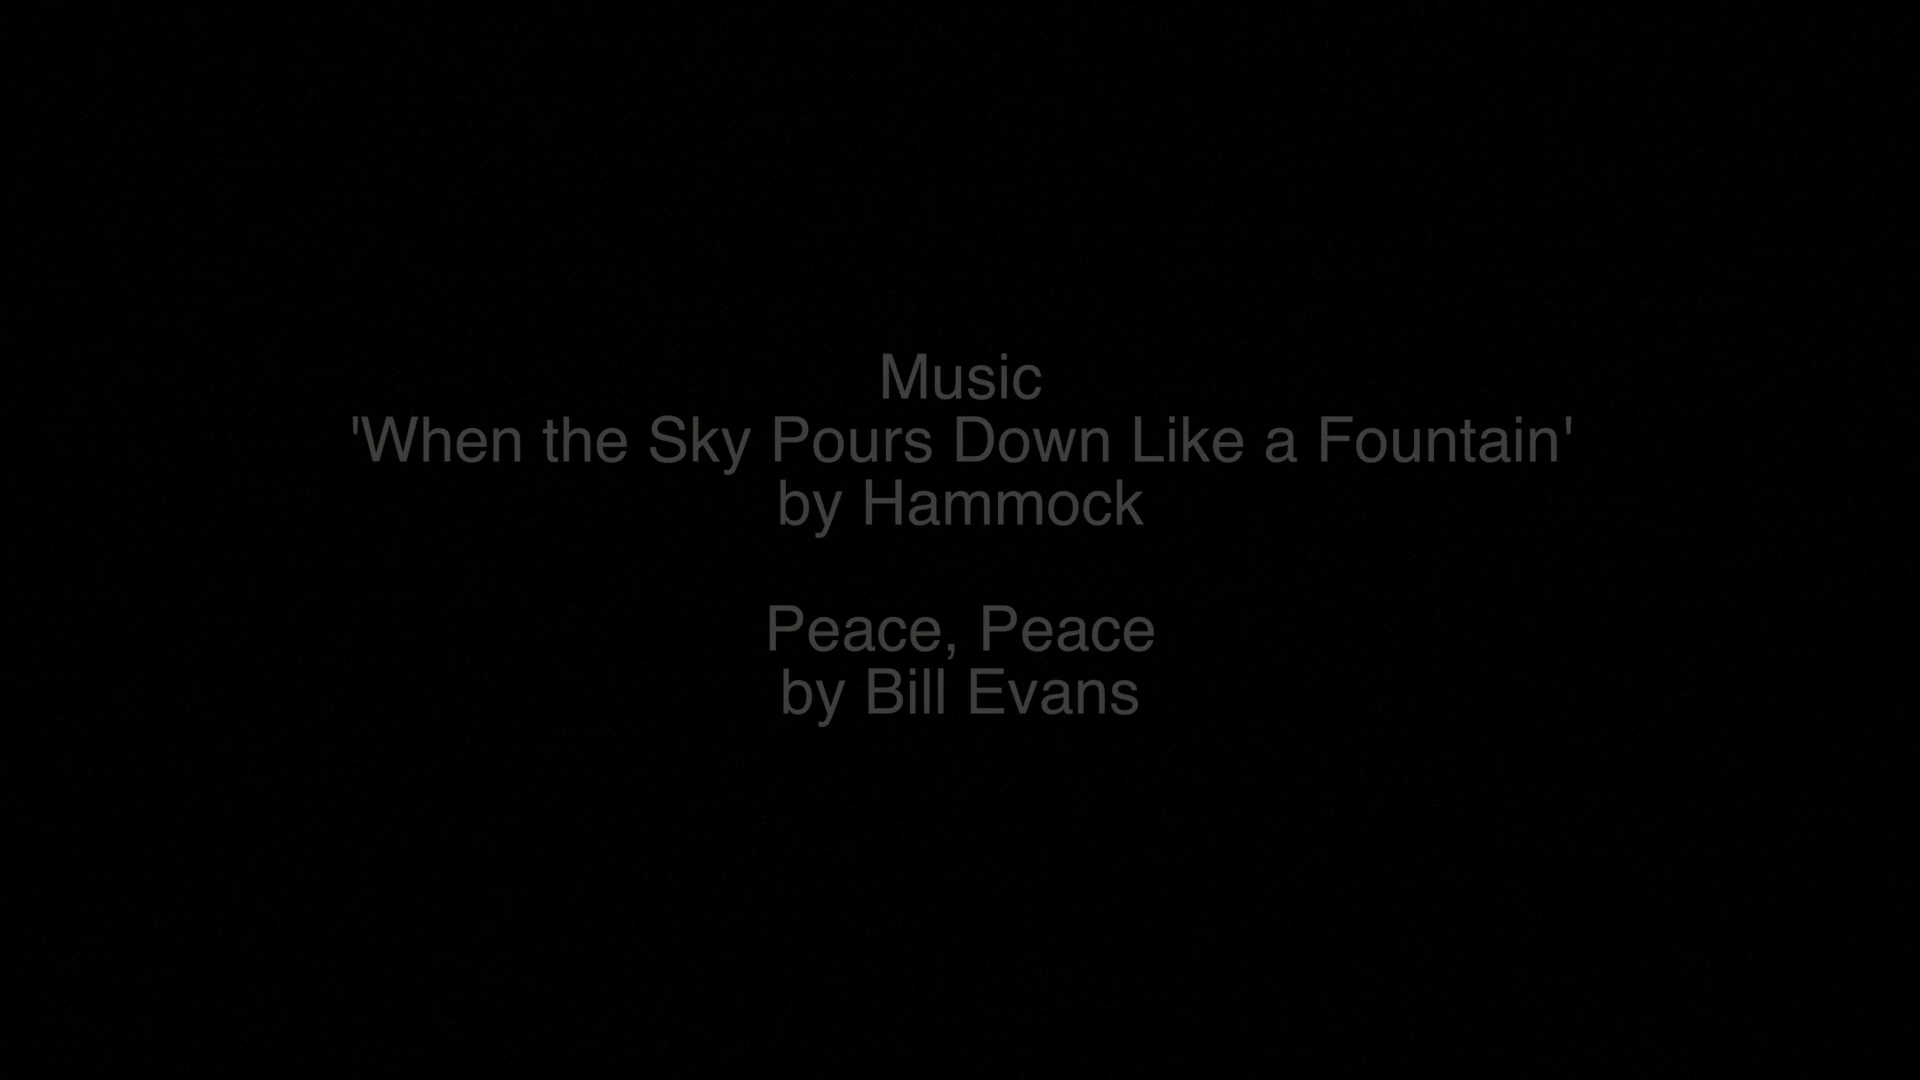 Music
'When the Sky Pours Down Like a Fountain'
by Hammock
Peace, Peace
by Bill Evans